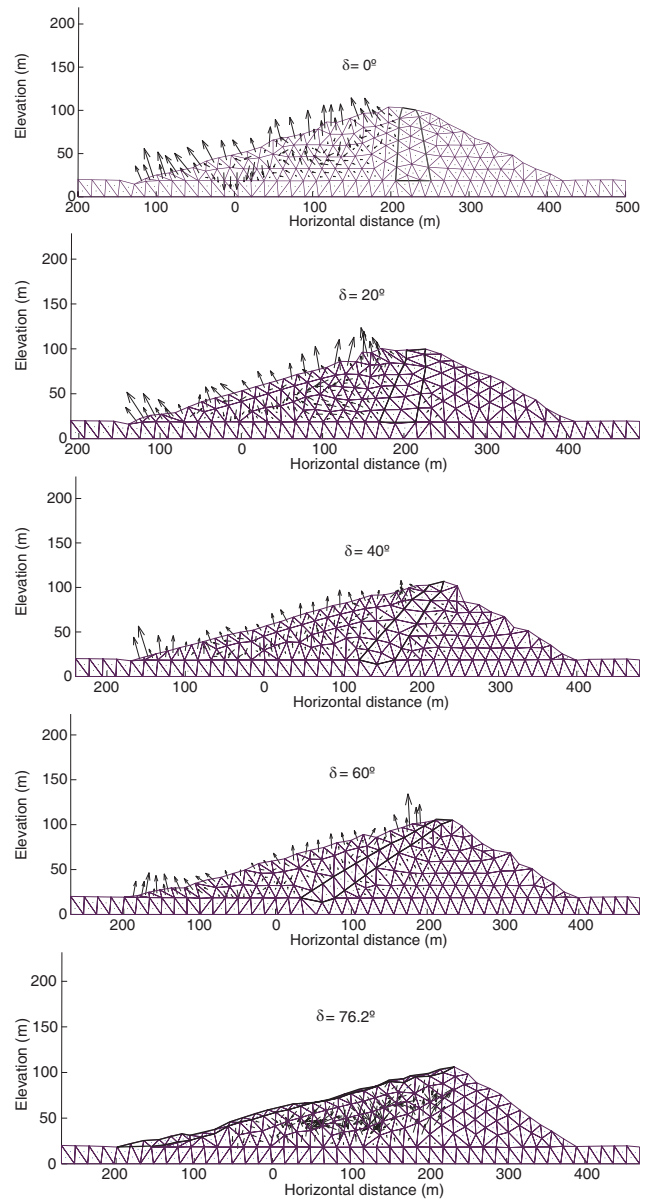 200
δ= 0º
150
Elevation (m)
100
50
0
200 100 0 100 200 300 400 500
Horizontal distance (m)
200
δ= 20º
150
Elevation (m)
100
50
0
200 100 0 100 200 300 400
Horizontal distance (m)
200
δ= 40º
150
Elevation (m)
100
50
0
200 100 0 100 200 300 400
Horizontal distance (m)
200
δ= 60º
150
Elevation (m)
100
50
0
200 100 0 100 200 300 400
Horizontal distance (m)
200
δ= 76.2º
150
Elevation (m)
100
50
0
200 100 0 100 200 300 400
Horizontal distance (m)